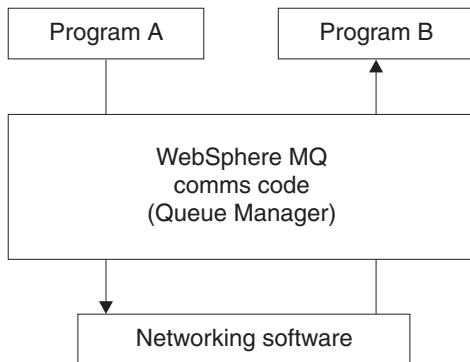 Program A
Program B
WebSphere MQ
comms code
(Queue Manager)
Networking software